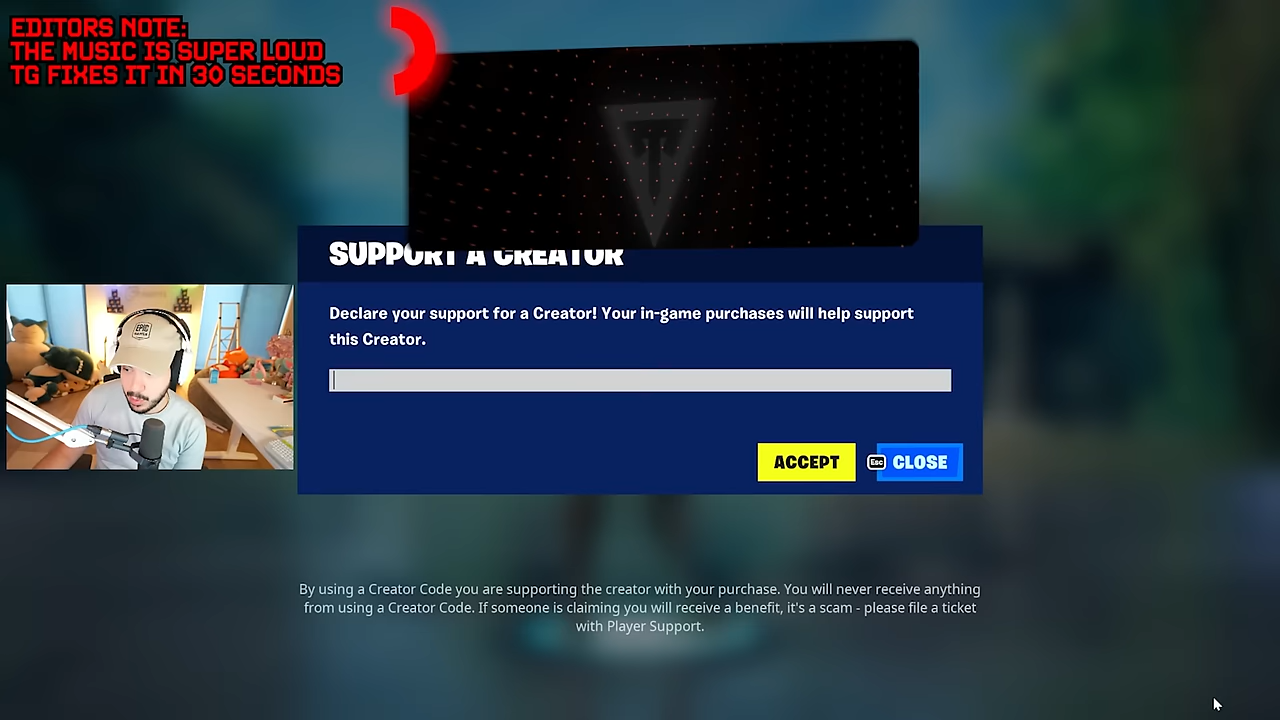 EDITORS NOTE:
THE MUSIC IS SUPER LOUD
TG FIXES IT IN 30 SECONDS
SUPPORT A CREATOR
Declare your support for a Creator! Your in-game purchases will help support
this Creator.
EPIC
ACCEPT
Esc CLOSE
By using a Creator Code you are supporting the creator with your purchase. You will never receive anything
from using a Creator Code. If someone is claiming you will receive a benefit, it's a scam - please file a ticket
with Player Support.